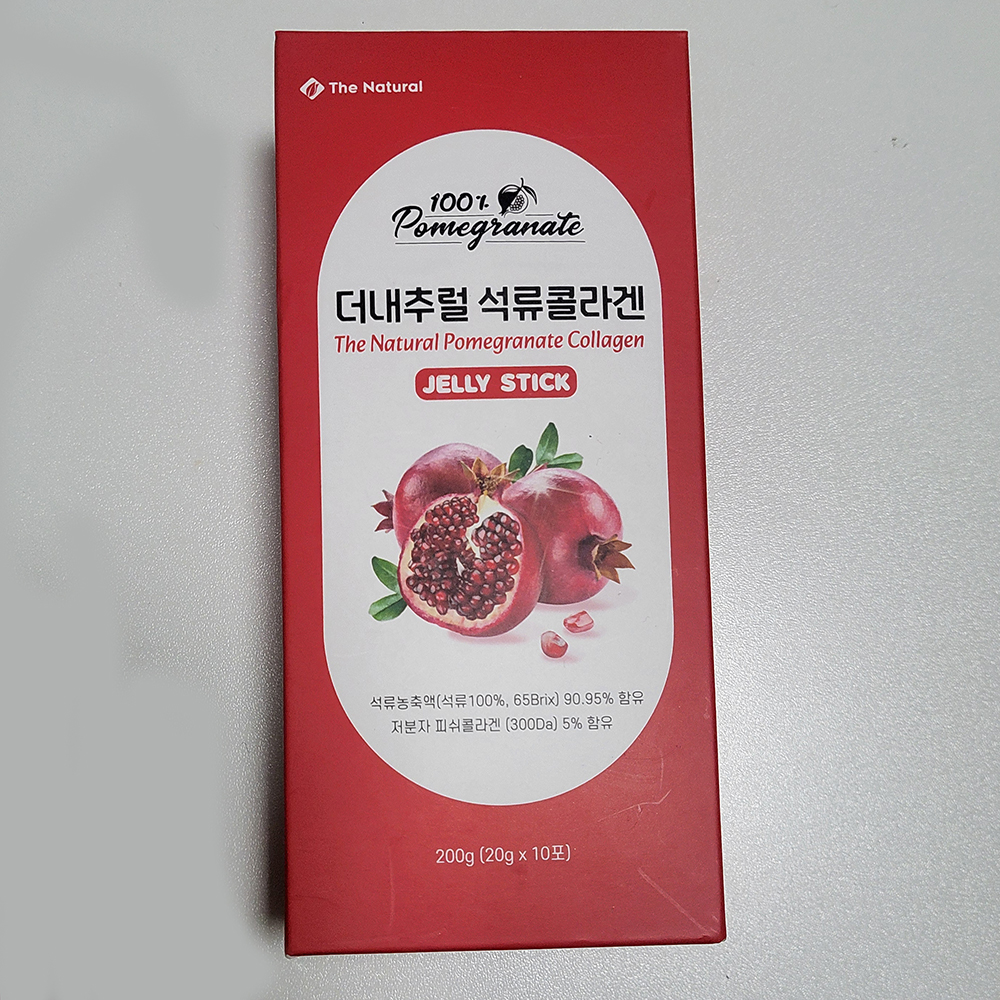 The Natural
100%
Pomegranate
더내추럴 석류콜라겐
The Natural Pomegranate Collagen
JELLY STICK
석류농축액(석류100%, 65Brix) 90.95% 함유
저분자 피쉬콜라겐 (300Da) 5% 함유
200g (20g x 10포)